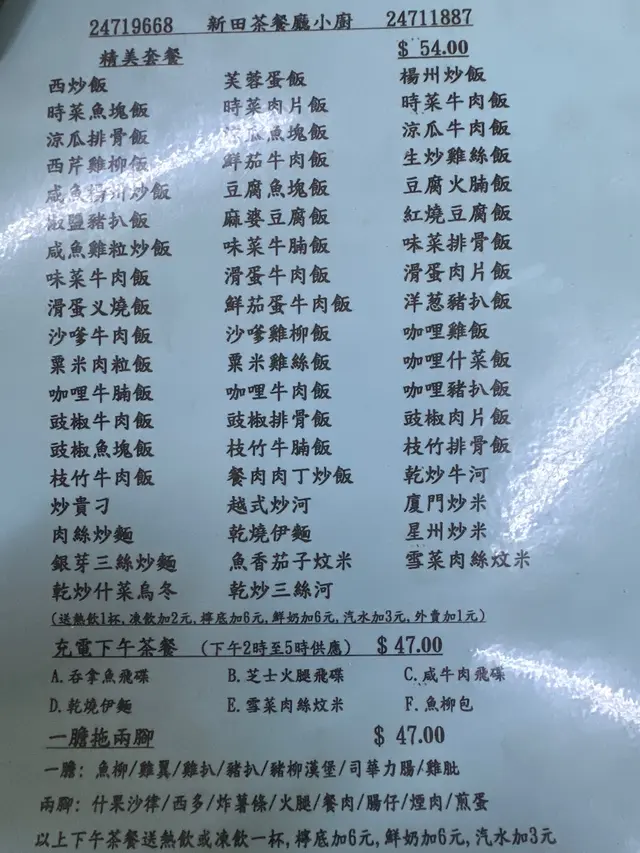 24719668 新田茶餐廳小廚 24711887
精美套餐 $ 54.00
西炒飯 芙蓉蛋飯 楊州炒飯
時菜魚塊飯 時菜肉片飯 時菜牛肉飯
涼瓜排骨飯 瓜魚塊飯 涼瓜牛肉飯
西芹雞柳飯 鮮茄牛肉飯 生炒雞絲飯
咸魚楊州炒飯 豆腐魚塊飯 豆腐火腩飯
椒鹽豬扒飯 麻婆豆腐飯 紅燒豆腐飯
咸魚雞粒炒飯 味菜牛腩飯 味菜排骨飯
味菜牛肉飯 滑蛋牛肉飯 滑蛋肉片飯
滑蛋义燒飯 鮮茄蛋牛肉飯 洋葱豬扒飯
沙嗲牛肉飯 沙嗲雞柳飯 咖哩雞飯
粟米肉粒飯 粟米雞絲飯 咖哩什菜飯
咖哩牛腩飯 咖哩牛肉飯 咖哩豬扒飯
豉椒牛肉飯 豉椒排骨飯 豉椒肉片飯
豉椒魚塊飯 枝竹牛腩飯 枝竹排骨飯
枝竹牛肉飯 餐肉肉丁炒飯 乾炒牛河
炒貴刁 越式炒河 廈門炒米
肉絲炒麵 乾燒伊麵 星州炒米
銀芽三絲炒麵 魚香茄子炆米 雪菜肉絲炆米
乾炒什菜烏冬 乾炒三絲河
(送熱飲1杯,凍飲加2元,檸底加6元,鮮奶加6元,汽水加3元,外賣加1元)
充電下午茶餐 (下午2時至5時供應) $ 47.00
A.吞拿魚飛碟 B.芝士火腿飛碟 C.咸牛肉飛碟
D.乾燒伊麵 E.雪菜肉絲炆米 F.魚柳包
一膽拖兩腳 $ 47.00
一膽: 魚柳/雞翼/雞扒/豬扒/豬柳漢堡/司華力腸/雞肶
兩腳: 什果沙律/西多/炸薯條/火腿/餐肉/腸仔/煙肉/煎蛋
以上下午茶餐送熱飲或凍飲一杯,檸底加6元,鮮奶加6元,汽水加3元